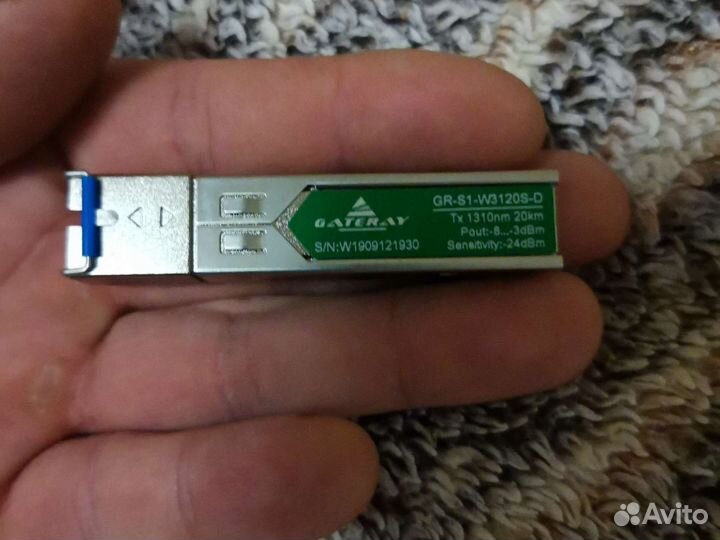 GATERAY
S/N:W1909121930
GR-S1-W3120S-D
Tx 1310nm 20km
Pout:-8...-3dBm
Sensitivity:-24dBm
Avito